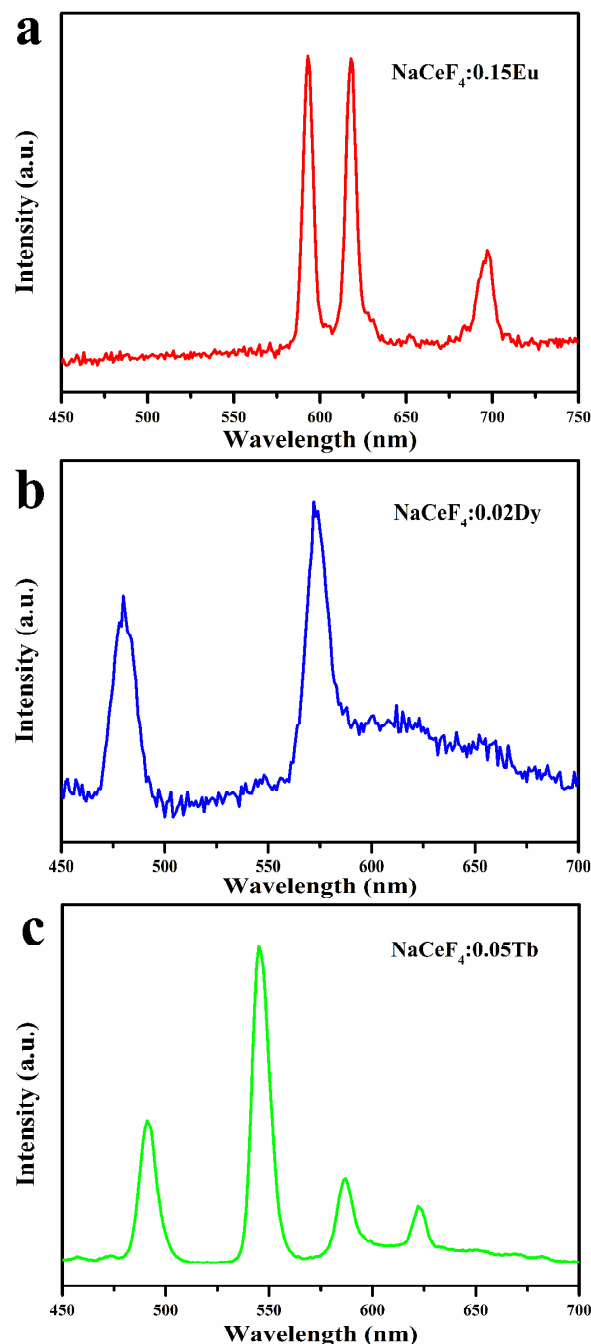 a
NaCeF₄:0.15Eu
Intensity (a.u.)
450 500 550 600 650 700 750
Wavelength (nm)
b
NaCeF₄:0.02Dy
Intensity (a.u.)
450 500 550 600 650 700
Wavelength (nm)
c
NaCeF₄:0.05Tb
Intensity (a.u.)
450 500 550 600 650 700
Wavelength (nm)